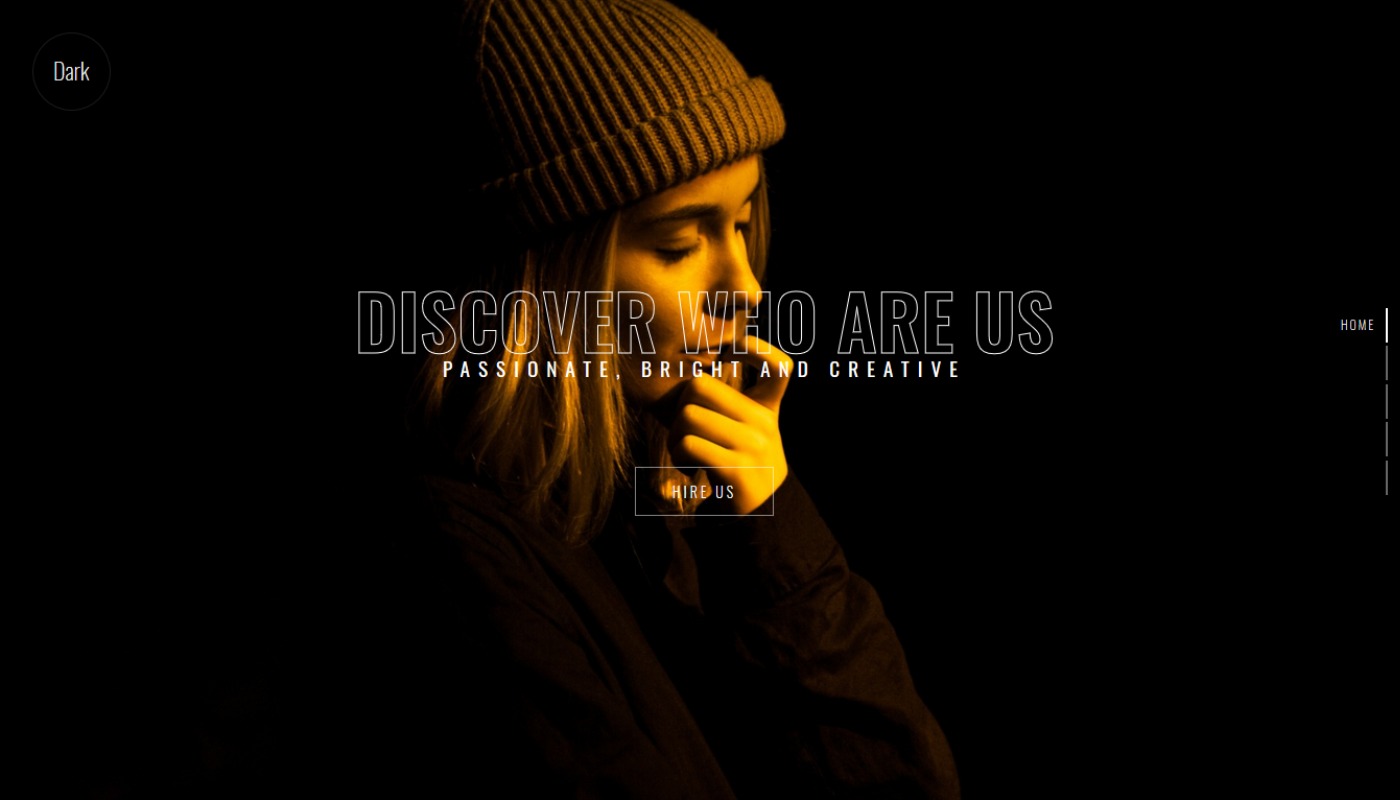 Dark
DISCOVER WHO ARE US
HOME
PASSIONATE, BRIGHT AND CREATIVE
HIRE US